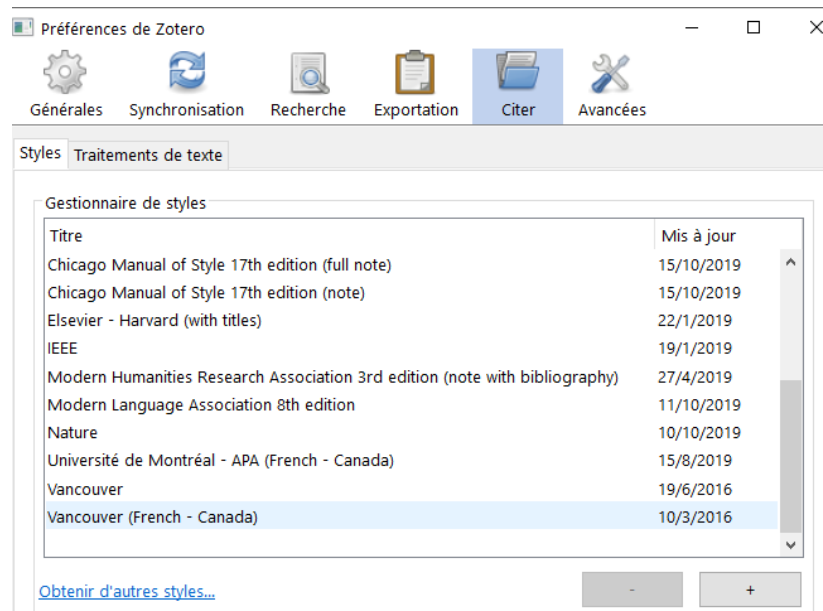 Préférences de Zotero
Générales Synchronisation Recherche Exportation Citer Avancées
Styles Traitements de texte
Gestionnaire de styles
Titre Mis à jour
Chicago Manual of Style 17th edition (full note) 15/10/2019
Chicago Manual of Style 17th edition (note) 15/10/2019
Elsevier - Harvard (with titles) 22/1/2019
IEEE 19/1/2019
Modern Humanities Research Association 3rd edition (note with bibliography) 27/4/2019
Modern Language Association 8th edition 11/10/2019
Nature 10/10/2019
Université de Montréal - APA (French - Canada) 15/8/2019
Vancouver 19/6/2016
Vancouver (French - Canada) 10/3/2016
Obtenir d'autres styles... - +